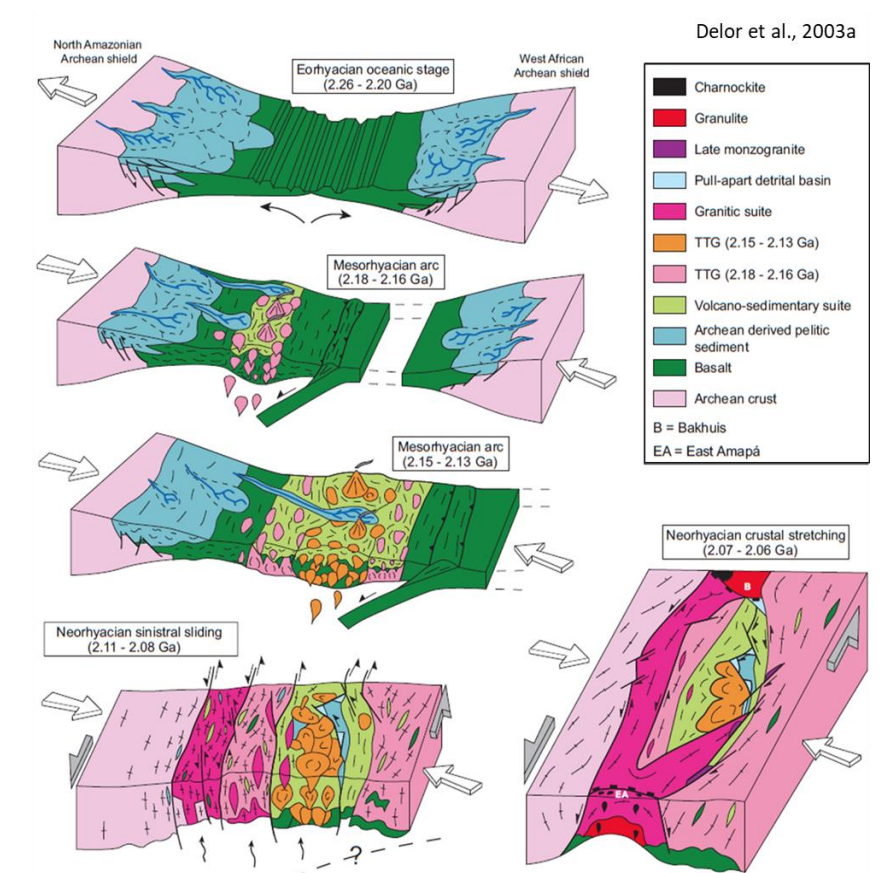 Delor et al., 2003a
North Amazonian
Archean shield
Eorhyacian oceanic stage
(2.26 - 2.20 Ga)
West African
Archean shield
Mesorhyacian arc
(2.18 - 2.16 Ga)
Mesorhyacian arc
(2.15 - 2.13 Ga)
Neorhyacian sinistral sliding
(2.11 - 2.08 Ga)
?
Neorhyacian crustal stretching
(2.07 - 2.06 Ga)
B
EA
Charnockite
Granulite
Late monzogranite
Pull-apart detrital basin
Granitic suite
TTG (2.15 - 2.13 Ga)
TTG (2.18 - 2.16 Ga)
Volcano-sedimentary suite
Archean derived pelitic
sediment
Basalt
Archean crust
B = Bakhuis
EA = East Amapá